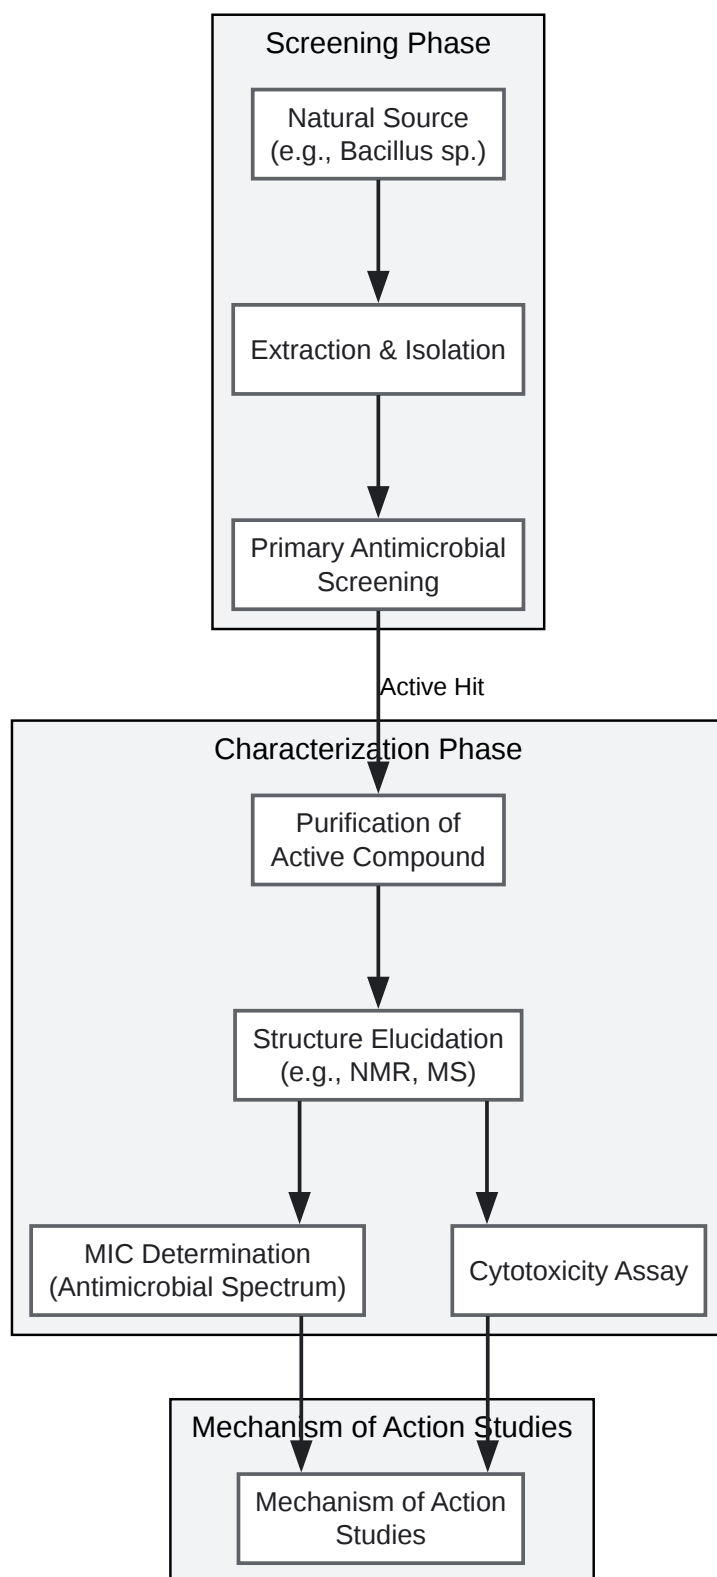 Screening Phase
Natural Source
(e.g., Bacillus sp.)
Extraction & Isolation
Primary Antimicrobial
Screening
Active Hit
Characterization Phase
Purification of
Active Compound
Structure Elucidation
(e.g., NMR, MS)
MIC Determination
(Antimicrobial Spectrum)
Cytotoxicity Assay
Mechanism of Action Studies
Mechanism of Action
Studies